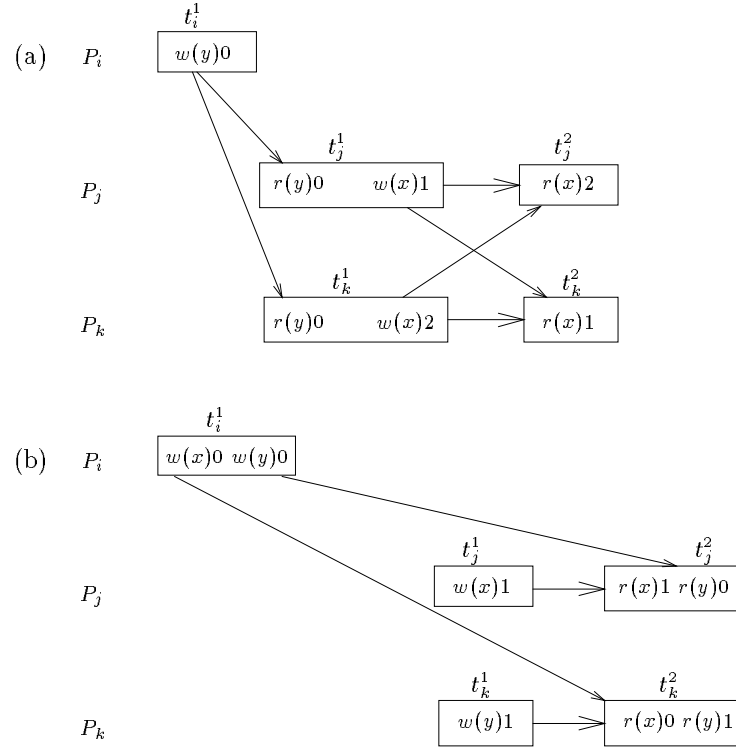 t_i^1
(a) P_i w(y)0
t_j^1 t_j^2
P_j r(y)0 w(x)1 r(x)2
t_k^1 t_k^2
P_k r(y)0 w(x)2 r(x)1
t_i^1
(b) P_i w(x)0 w(y)0
t_j^1 t_j^2
P_j w(x)1 r(x)1 r(y)0
t_k^1 t_k^2
P_k w(y)1 r(x)0 r(y)1